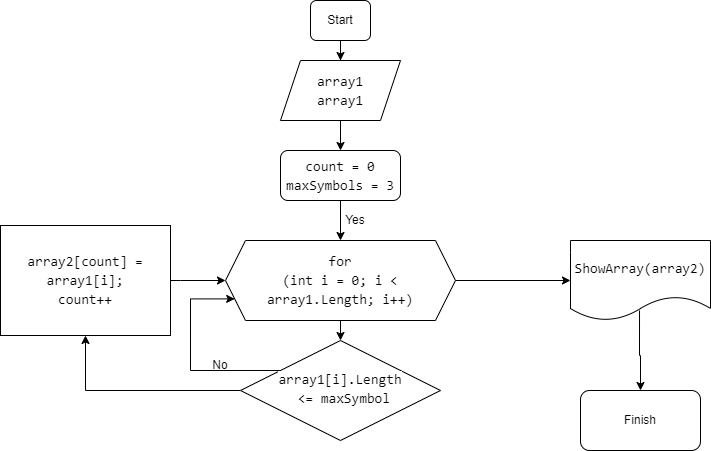 Start
array1
array1
count = 0
maxSymbols = 3
Yes
for
(int i = 0; i <
array1.Length; i++)
array2[count] =
array1[i];
count++
ShowArray(array2)
No
array1[i].Length
<= maxSymbol
Finish